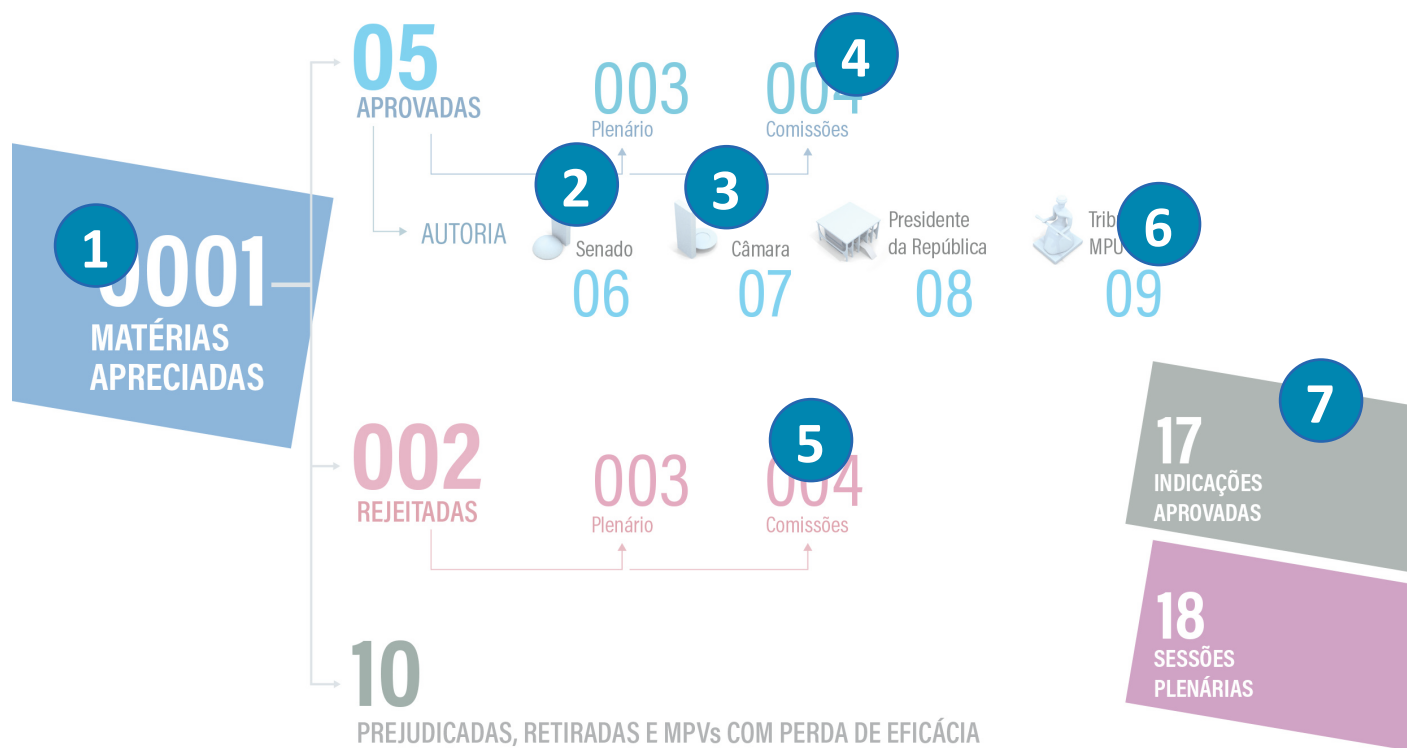 05
APROVADAS
003
Plenário
004
Comissões
4
1
0001
MATÉRIAS
APRECIADAS
AUTORIA
2
Senado
06
3
Câmara
07
Presidente
da República
08
6
MPU
09
002
REJEITADAS
003
Plenário
5
004
Comissões
7
17
INDICAÇÕES
APROVADAS
18
SESSÕES
PLENÁRIAS
10
PREJUDICADAS, RETIRADAS E MPVs COM PERDA DE EFICÁCIA